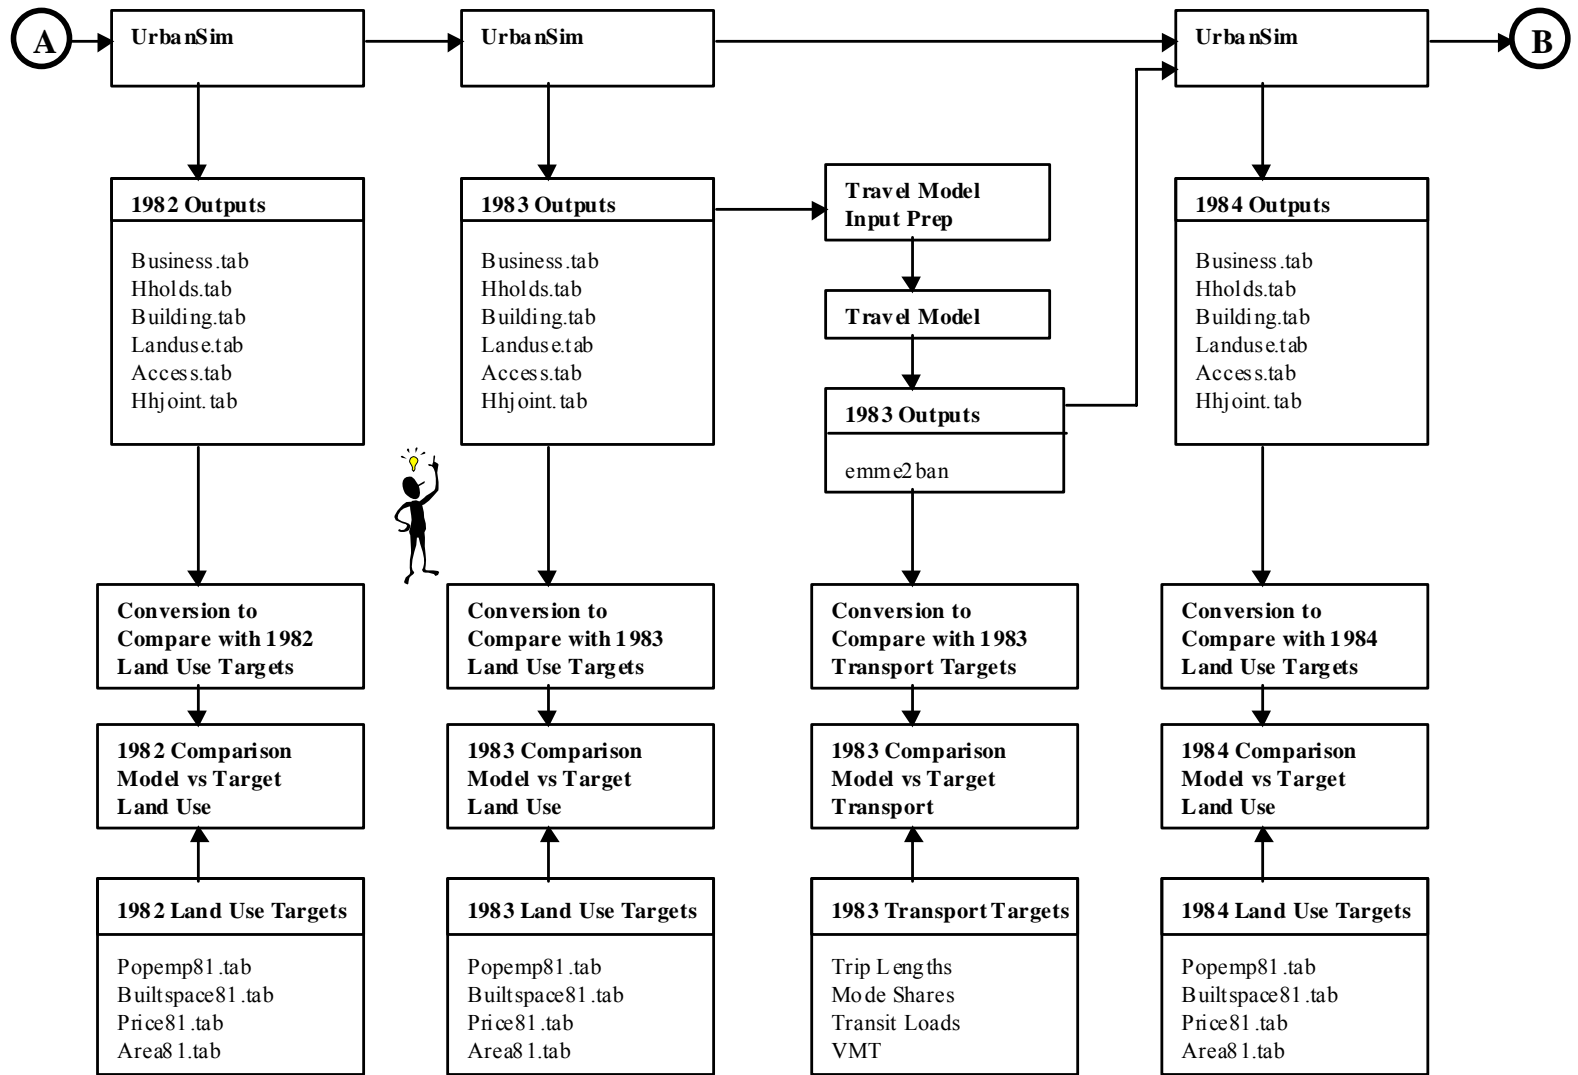 A
UrbanSim
UrbanSim
UrbanSim
B
1982 Outputs
Business.tab
Hholds.tab
Building.tab
Landuse.tab
Access.tab
Hhjoint.tab
1983 Outputs
Business.tab
Hholds.tab
Building.tab
Landuse.tab
Access.tab
Hhjoint.tab
Travel Model
Input Prep
Travel Model
1983 Outputs
emme2ban
1984 Outputs
Business.tab
Hholds.tab
Building.tab
Landuse.tab
Access.tab
Hhjoint.tab
Conversion to
Compare with 1982
Land Use Targets
Conversion to
Compare with 1983
Land Use Targets
Conversion to
Compare with 1983
Transport Targets
Conversion to
Compare with 1984
Land Use Targets
1982 Comparison
Model vs Target
Land Use
1983 Comparison
Model vs Target
Land Use
1983 Comparison
Model vs Target
Transport
1984 Comparison
Model vs Target
Land Use
1982 Land Use Targets
Popemp81.tab
Builtspace81.tab
Price81.tab
Area81.tab
1983 Land Use Targets
Popemp81.tab
Builtspace81.tab
Price81.tab
Area81.tab
1983 Transport Targets
Trip Lengths
Mode Shares
Transit Loads
VMT
1984 Land Use Targets
Popemp81.tab
Builtspace81.tab
Price81.tab
Area81.tab